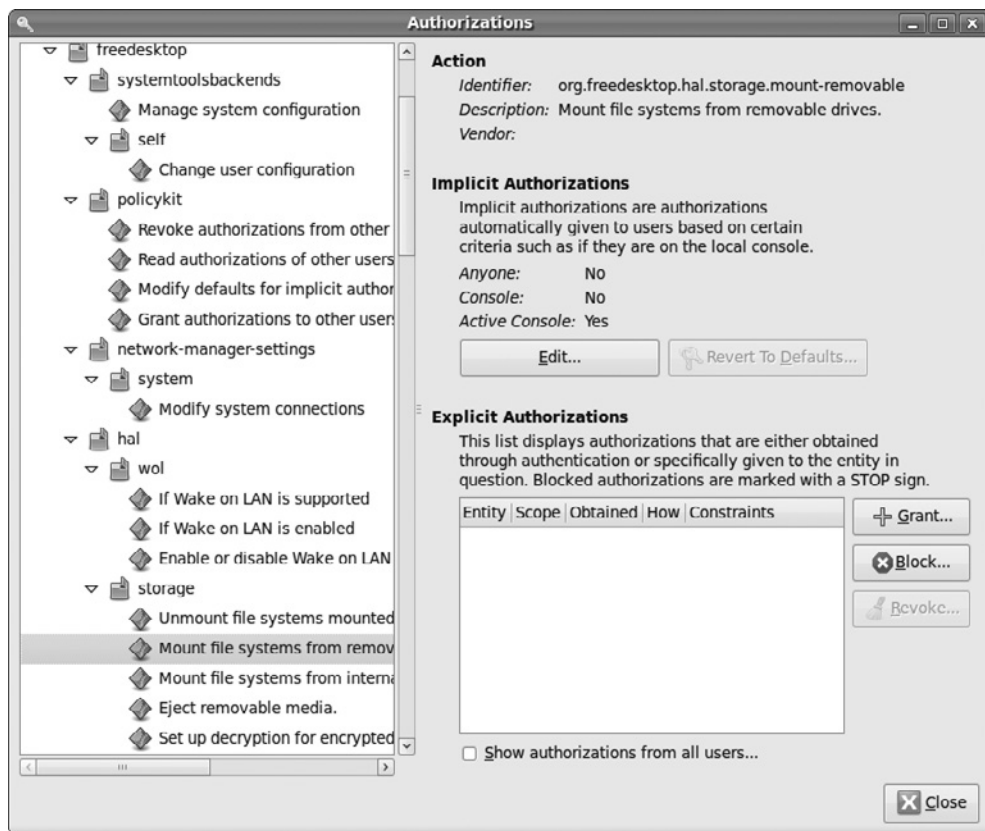 Authorizations
freedesktop
systemtoolsbackends
Manage system configuration
self
Change user configuration
policykit
Revoke authorizations from other
Read authorizations of other users
Modify defaults for implicit author
Grant authorizations to other user
network-manager-settings
system
Modify system connections
hal
wol
If Wake on LAN is supported
If Wake on LAN is enabled
Enable or disable Wake on LAN
storage
Unmount file systems mounted
Mount file systems from remov
Mount file systems from interna
Eject removable media.
Set up decryption for encrypted
Action
Identifier: org.freedesktop.hal.storage.mount-removable
Description: Mount file systems from removable drives.
Vendor:
Implicit Authorizations
Implicit authorizations are authorizations
automatically given to users based on certain
criteria such as if they are on the local console.
Anyone: No
Console: No
Active Console: Yes
Edit...
Revert To Defaults...
Explicit Authorizations
This list displays authorizations that are either obtained
through authentication or specifically given to the entity in
question. Blocked authorizations are marked with a STOP sign.
Entity Scope Obtained How Constraints
Grant...
Block...
Revoke...
Show authorizations from all users...
Close